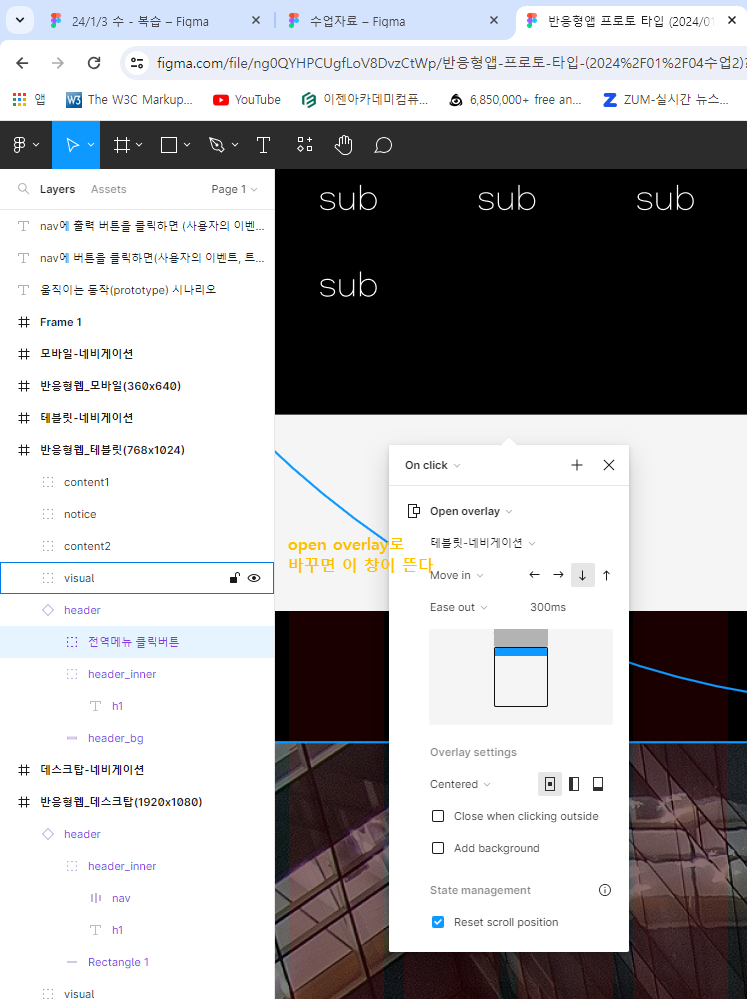 24/1/3 수 - 복습 – Figma
수업자료 – Figma
반응형앱 프로토 타입 (2024/01
figma.com/file/ng0QYHPCUgfLoV8DvzCtWp/반응형앱-프로토-타입-(2024%2F01%2F04수업2)?
앱
The W3C Markup...
YouTube
이젠아카데미컴퓨...
6,850,000+ free an...
ZUM-실시간 뉴스...
Layers
Assets
Page 1
nav에 출력 버튼을 클릭하면 (사용자의 이벤...
nav에 버튼을 클릭하면(사용자의 이벤트, 트...
움직이는 동작(prototype) 시나리오
Frame 1
모바일-네비게이션
반응형웹_모바일(360x640)
테블릿-네비게이션
반응형웹_테블릿(768x1024)
content1
notice
content2
visual
header
전역메뉴 클릭버튼
header_inner
h1
header_bg
데스크탑-네비게이션
반응형웹_데스크탑(1920x1080)
header
header_inner
nav
h1
Rectangle 1
visual
sub
sub
sub
sub
open overlay로
바꾸면 이 창이 뜬다
On click
Open overlay
테블릿-네비게이션
Move in
Ease out
300ms
Overlay settings
Centered
Close when clicking outside
Add background
State management
Reset scroll position